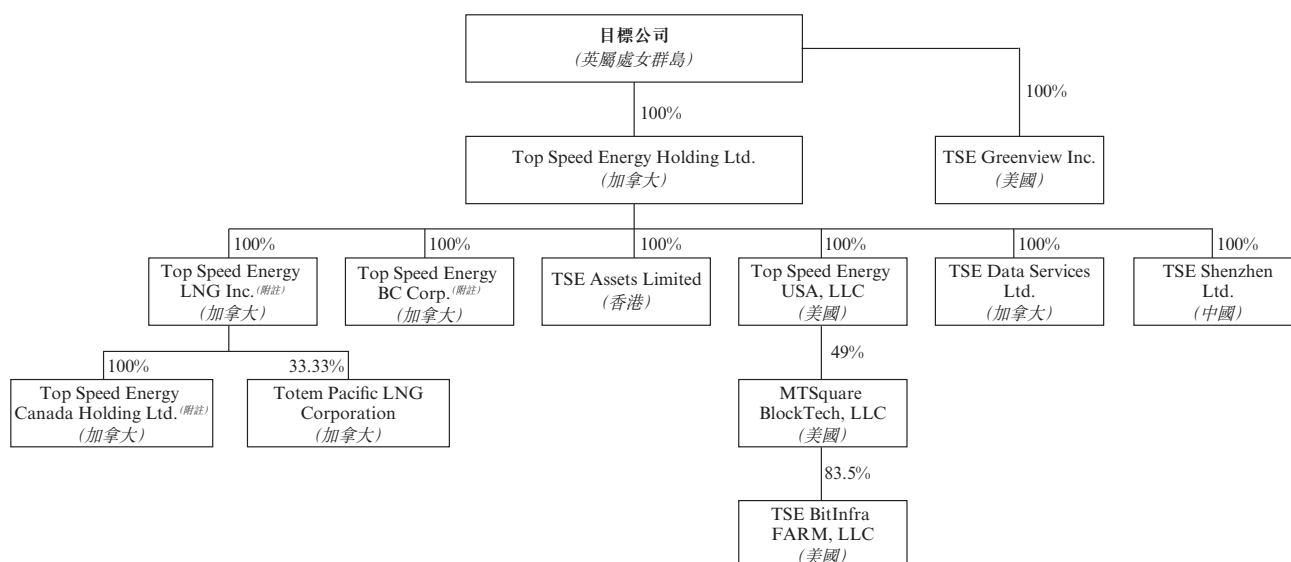 目標公司
(英屬處女群島)
100%
100%
Top Speed Energy Holding Ltd.
(加拿大)
TSE Greenview Inc.
(美國)
100%
100%
100%
100%
100%
100%
Top Speed Energy
LNG Inc.(附註)
(加拿大)
Top Speed Energy
BC Corp.(附註)
(加拿大)
TSE Assets Limited
(香港)
Top Speed Energy
USA, LLC
(美國)
TSE Data Services
Ltd.
(加拿大)
TSE Shenzhen
Ltd.
(中國)
100%
33.33%
49%
Top Speed Energy
Canada Holding Ltd.(附註)
(加拿大)
Totem Pacific LNG
Corporation
(加拿大)
MTSquare
BlockTech, LLC
(美國)
83.5%
TSE BitInfra
FARM, LLC
(美國)